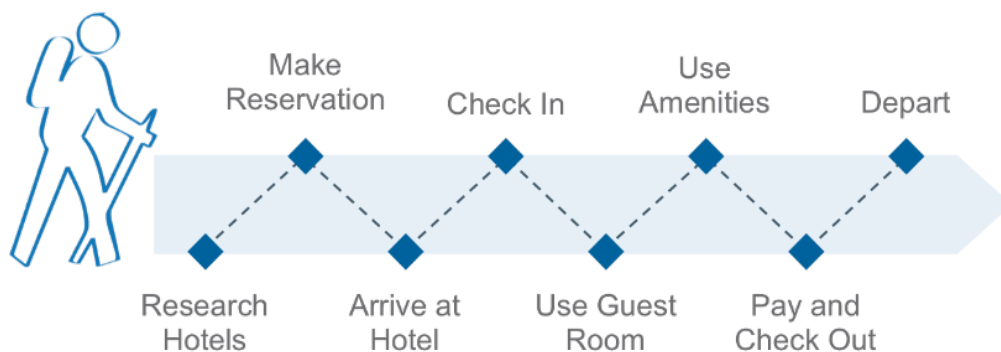 Make
Reservation
Check In
Use
Amenities
Depart
Research
Hotels
Arrive at
Hotel
Use Guest
Room
Pay and
Check Out